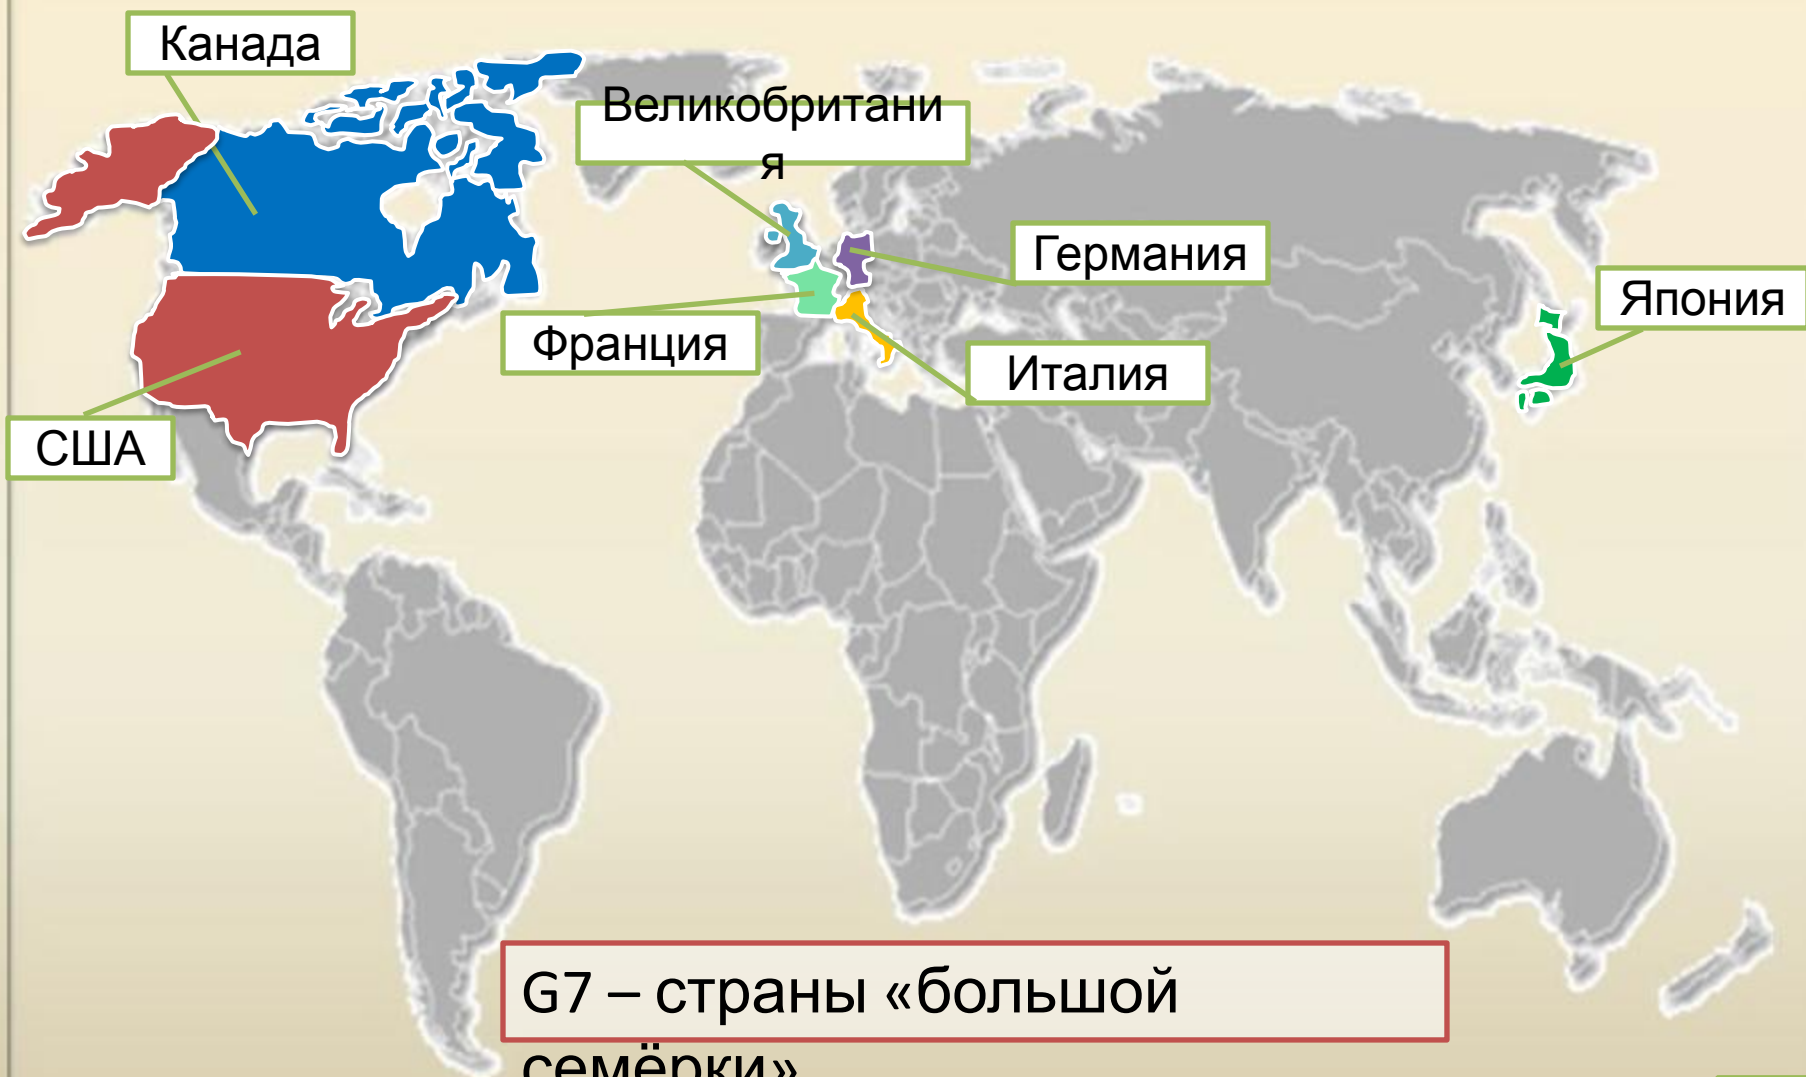 Канада
Великобритани
я
Германия
Япония
Франция
Италия
США
G7 – страны «большой
семёрки»